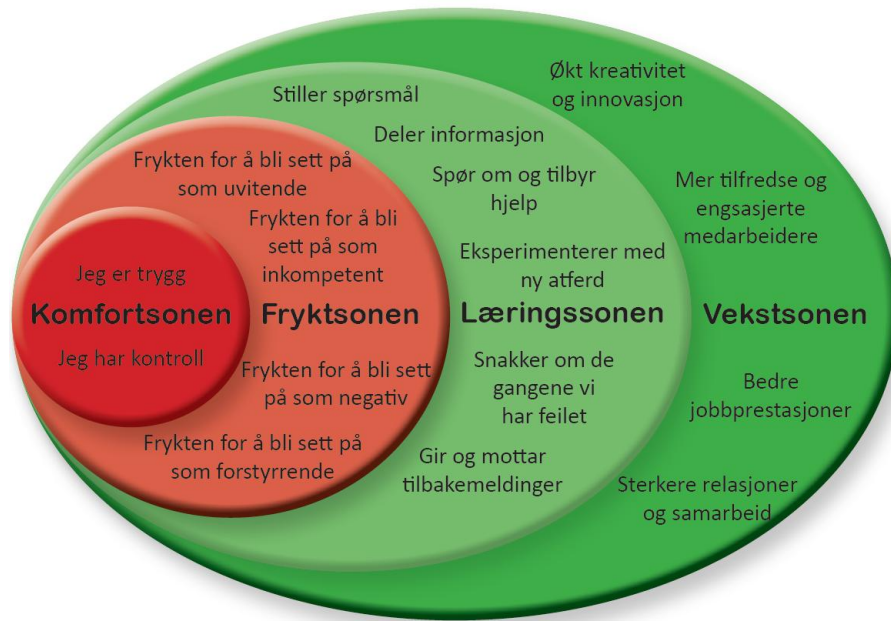 Jeg er trygg
Komfortsonen
Jeg har kontroll
Frykten for å bli sett på
som uvitende
Frykten for å bli
sett på som
inkompetent
Fryktsonen
Frykten for å bli sett
på som negativ
Frykten for å bli sett på
som forstyrrende
Stiller spørsmål
Deler informasjon
Spør om og tilbyr
hjelp
Eksperimenterer med
ny atferd
Læringssonen
Snakker om de
gangene vi
har feilet
Gir og mottar
tilbakemeldinger
Økt kreativitet
og innovasjon
Mer tilfredse og
engsasjerte
medarbeidere
Vekstsonen
Bedre
jobbprestasjoner
Sterkere relasjoner
og samarbeid